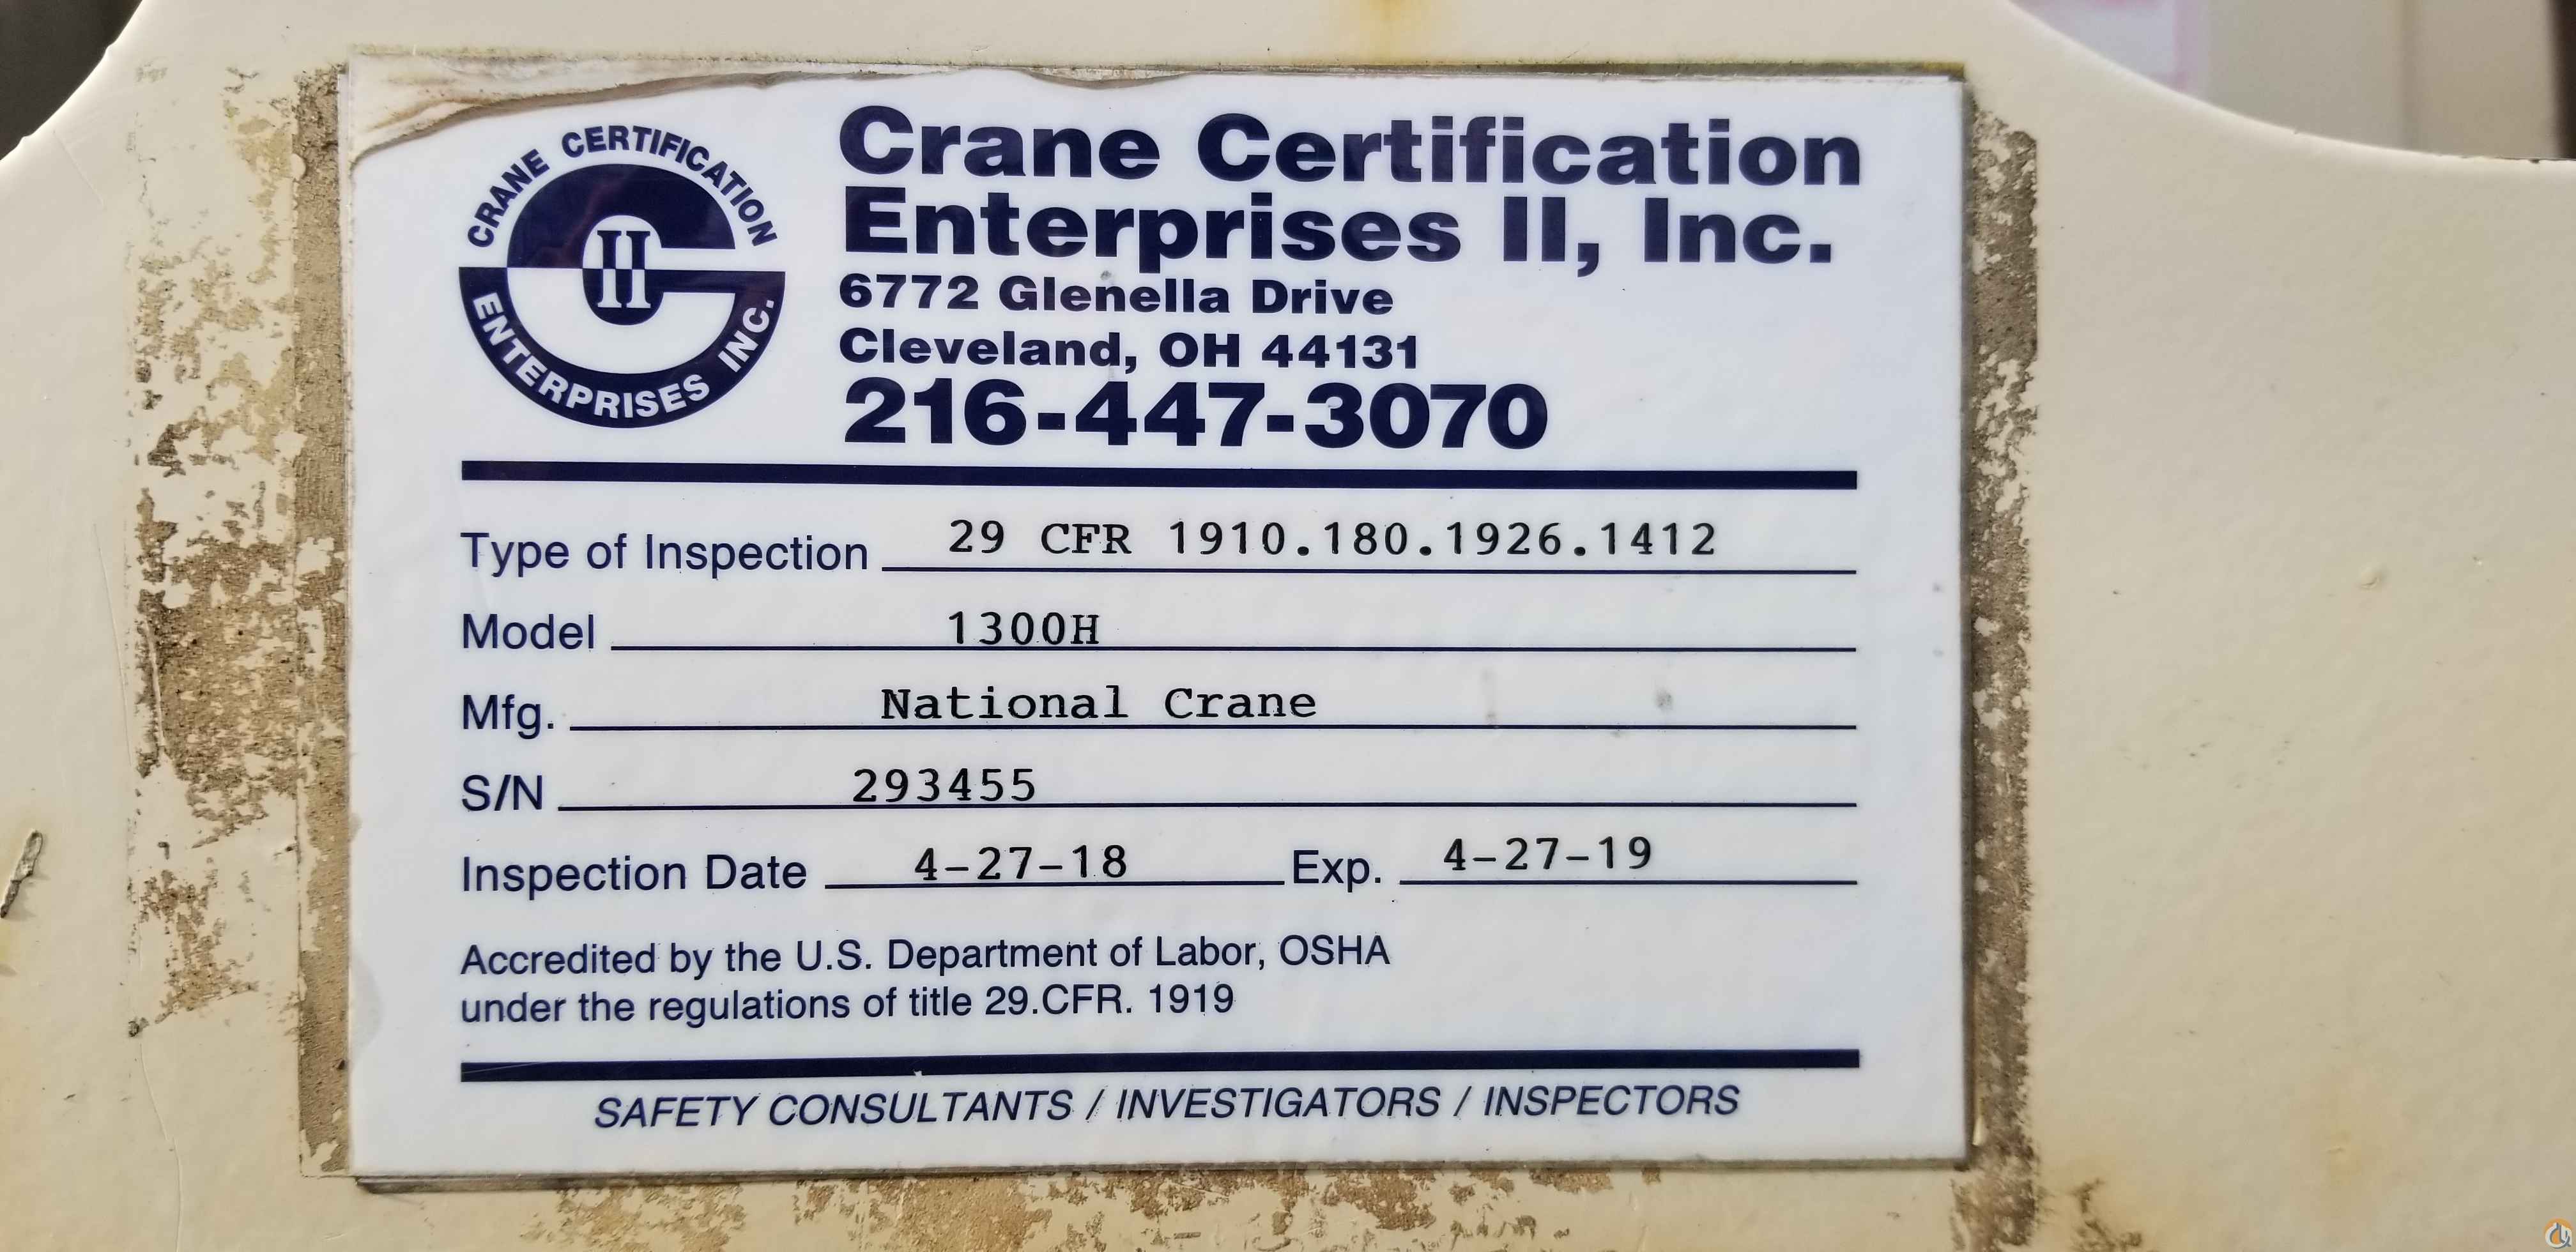 CRANE CERTIFICATION
II
ENTERPRISES INC.
Crane Certification
Enterprises II, Inc.
6772 Glenella Drive
Cleveland, OH 44131
216-447-3070
Type of Inspection 29 CFR 1910.180.1926.1412
Model 1300H
Mfg. National Crane
S/N 293455
Inspection Date 4-27-18 Exp. 4-27-19
Accredited by the U.S. Department of Labor, OSHA
under the regulations of title 29.CFR. 1919
SAFETY CONSULTANTS / INVESTIGATORS / INSPECTORS